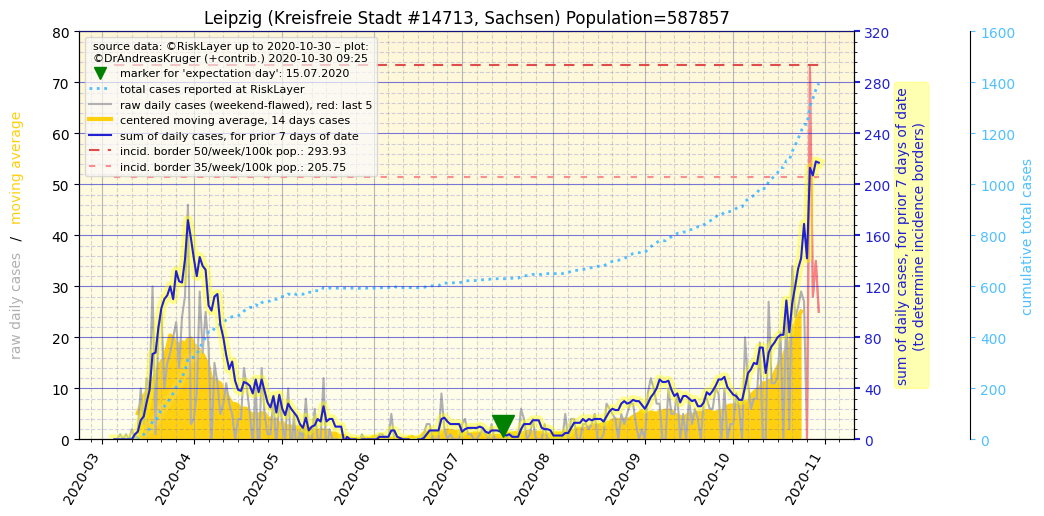 Leipzig (Kreisfreie Stadt #14713, Sachsen) Population=587857
source data: ©RiskLayer up to 2020-10-30 – plot:
©DrAndreasKruger (+contrib.) 2020-10-30 09:25
marker for 'expectation day': 15.07.2020
total cases reported at RiskLayer
raw daily cases (weekend-flawed), red: last 5
centered moving average, 14 days cases
sum of daily cases, for prior 7 days of date
incid. border 50/week/100k pop.: 293.93
incid. border 35/week/100k pop.: 205.75
raw daily cases / moving average
80
70
60
50
40
30
20
10
0
320
280
240
200
160
120
80
40
0
sum of daily cases, for prior 7 days of date
(to determine incidence borders)
1600
1400
1200
1000
800
600
400
200
0
cumulative total cases
2020-03
2020-04
2020-05
2020-06
2020-07
2020-08
2020-09
2020-10
2020-11